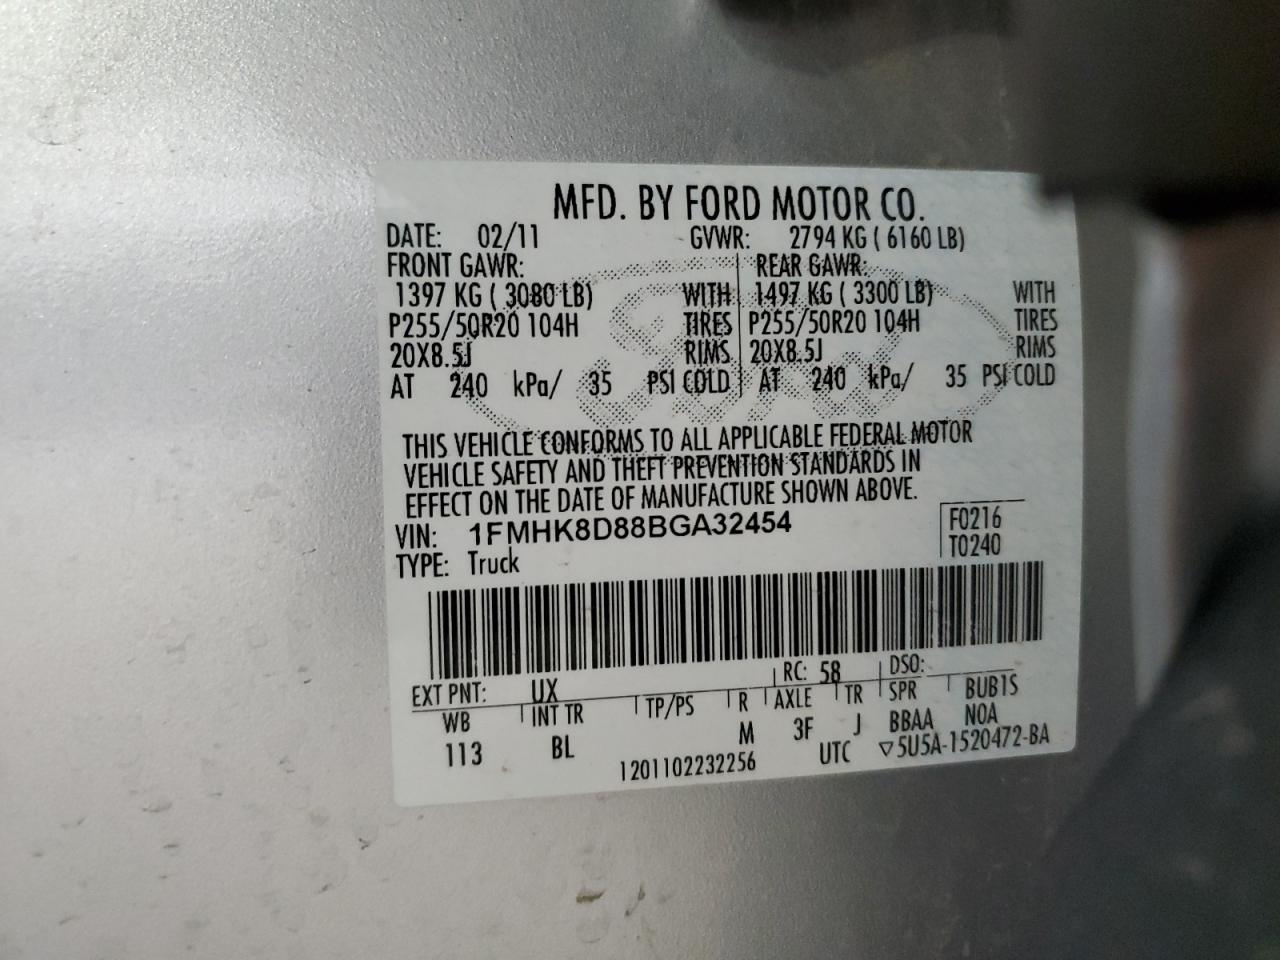 MFD. BY FORD MOTOR CO.
DATE: 02/11 GVWR: 2794 KG ( 6160 LB)
FRONT GAWR: REAR GAWR:
1397 KG ( 3080 LB) WITH 1497 KG ( 3300 LB) WITH
P255/50R20 104H TIRES P255/50R20 104H TIRES
20X8.5J RIMS 20X8.5J RIMS
AT 240 kPa/ 35 PSI COLD AT 240 kPa/ 35 PSI COLD
THIS VEHICLE CONFORMS TO ALL APPLICABLE FEDERAL MOTOR
VEHICLE SAFETY AND THEFT PREVENTION STANDARDS IN
EFFECT ON THE DATE OF MANUFACTURE SHOWN ABOVE.
VIN: 1FMHK8D88BGA32454 F0216
TYPE: Truck T0240
EXT PNT: UX RC: 58 DSO:
WB INT TR TP/PS R AXLE TR SPR BUB1S
113 BL M 3F J BBAA NOA
1201102232256 UTC ▽5U5A-1520472-BA